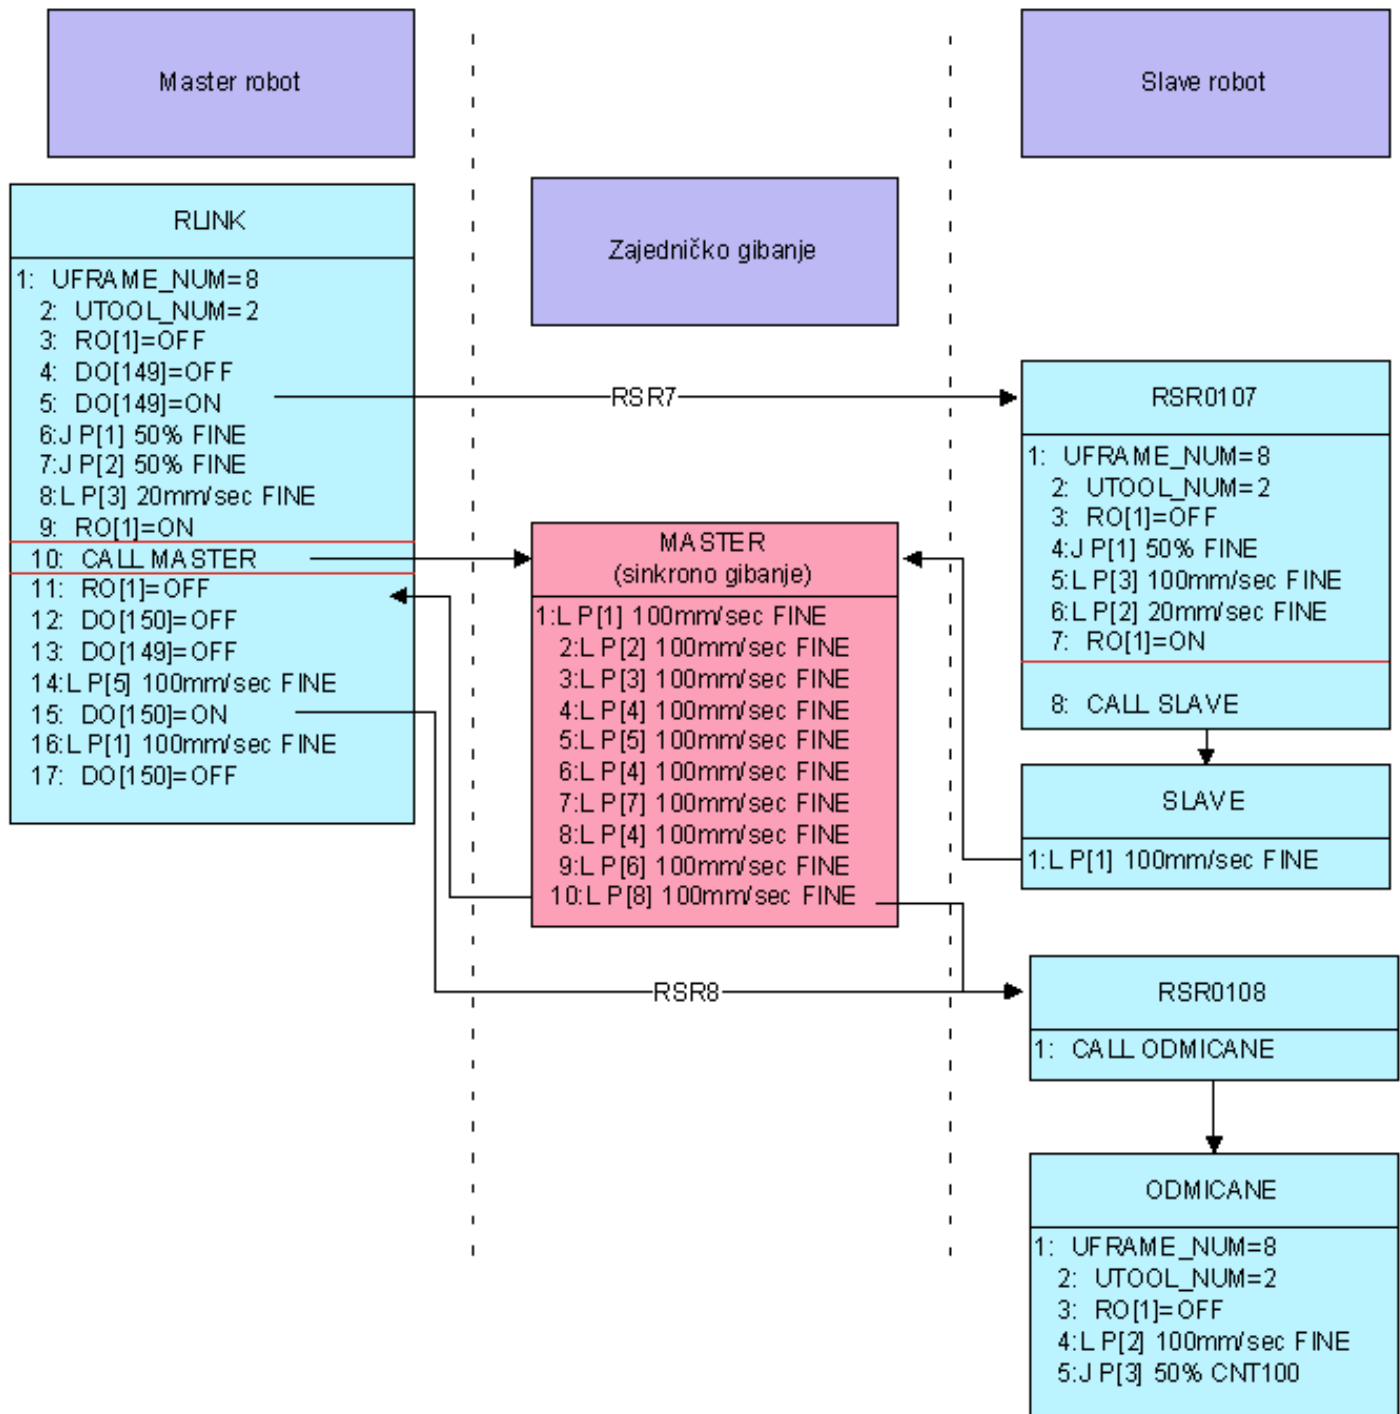 Master robot
Slave robot
Zajedničko gibanje
RLINK
1: UFRAME_NUM=8
2: UTOOL_NUM=2
3: RO[1]=OFF
4: DO[149]=OFF
5: DO[149]=ON
6:J P[1] 50% FINE
7:J P[2] 50% FINE
8:L P[3] 20mm/sec FINE
9: RO[1]=ON
10: CALL MASTER
11: RO[1]=OFF
12: DO[150]=OFF
13: DO[149]=OFF
14:L P[5] 100mm/sec FINE
15: DO[150]=ON
16:L P[1] 100mm/sec FINE
17: DO[150]=OFF
RSR7
MASTER
(sinkrono gibanje)
1:L P[1] 100mm/sec FINE
2:L P[2] 100mm/sec FINE
3:L P[3] 100mm/sec FINE
4:L P[4] 100mm/sec FINE
5:L P[5] 100mm/sec FINE
6:L P[4] 100mm/sec FINE
7:L P[7] 100mm/sec FINE
8:L P[4] 100mm/sec FINE
9:L P[6] 100mm/sec FINE
10:L P[8] 100mm/sec FINE
RSR8
RSR0107
1: UFRAME_NUM=8
2: UTOOL_NUM=2
3: RO[1]=OFF
4:J P[1] 50% FINE
5:L P[3] 100mm/sec FINE
6:L P[2] 20mm/sec FINE
7: RO[1]=ON
8: CALL SLAVE
SLAVE
1:L P[1] 100mm/sec FINE
RSR0108
1: CALL ODMICANE
ODMICANE
1: UFRAME_NUM=8
2: UTOOL_NUM=2
3: RO[1]=OFF
4:L P[2] 100mm/sec FINE
5:J P[3] 50% CNT100